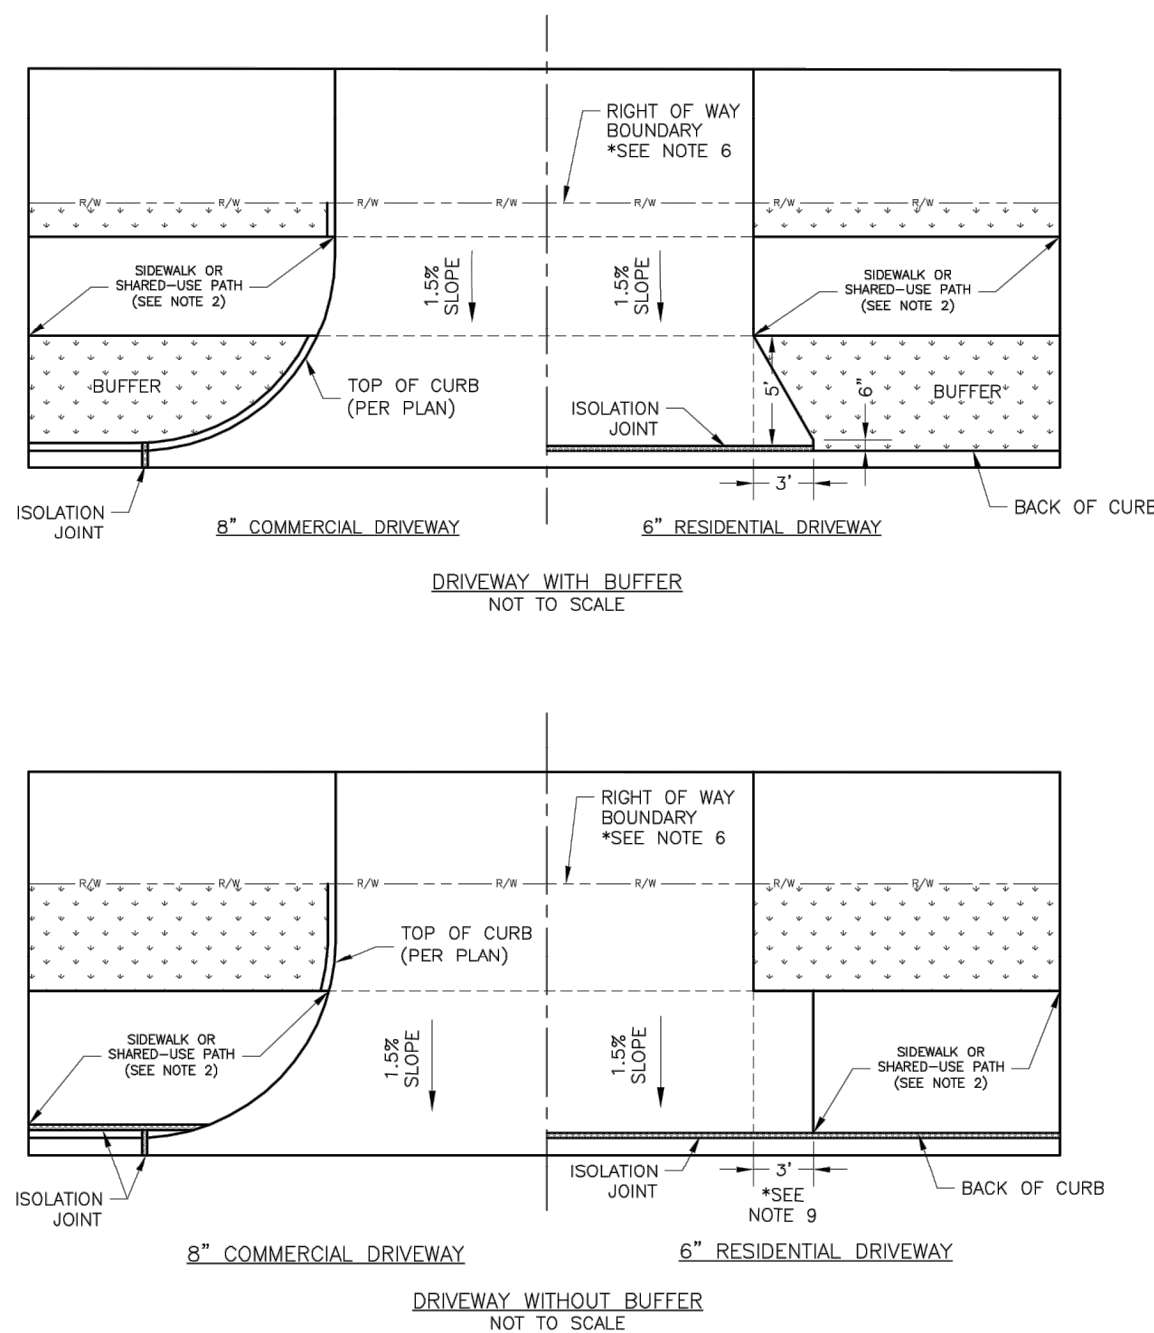 RIGHT OF WAY
BOUNDARY
*SEE NOTE 6
R/W R/W R/W R/W R/W R/W R/W
SIDEWALK OR
SHARED-USE PATH
(SEE NOTE 2)
1.5%
SLOPE
1.5%
SLOPE
SIDEWALK OR
SHARED-USE PATH
(SEE NOTE 2)
BUFFER
TOP OF CURB
(PER PLAN)
ISOLATION
JOINT
5'
6"
BUFFER
3'
ISOLATION
JOINT
BACK OF CURB
8" COMMERCIAL DRIVEWAY
6" RESIDENTIAL DRIVEWAY
DRIVEWAY WITH BUFFER
NOT TO SCALE
RIGHT OF WAY
BOUNDARY
*SEE NOTE 6
R/W R/W R/W R/W R/W R/W R/W
TOP OF CURB
(PER PLAN)
SIDEWALK OR
SHARED-USE PATH
(SEE NOTE 2)
1.5%
SLOPE
1.5%
SLOPE
SIDEWALK OR
SHARED-USE PATH
(SEE NOTE 2)
ISOLATION
JOINT
ISOLATION
JOINT
3'
*SEE
NOTE 9
BACK OF CURB
8" COMMERCIAL DRIVEWAY
6" RESIDENTIAL DRIVEWAY
DRIVEWAY WITHOUT BUFFER
NOT TO SCALE